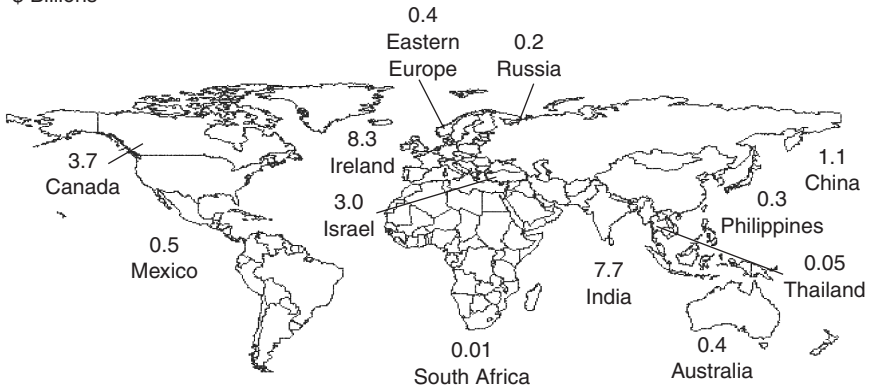 $ Billions
0.4
Eastern
Europe
0.2
Russia
8.3
Ireland
3.7
Canada
3.0
Israel
1.1
China
0.3
Philippines
0.5
Mexico
7.7
India
0.05
Thailand
0.01
South Africa
0.4
Australia